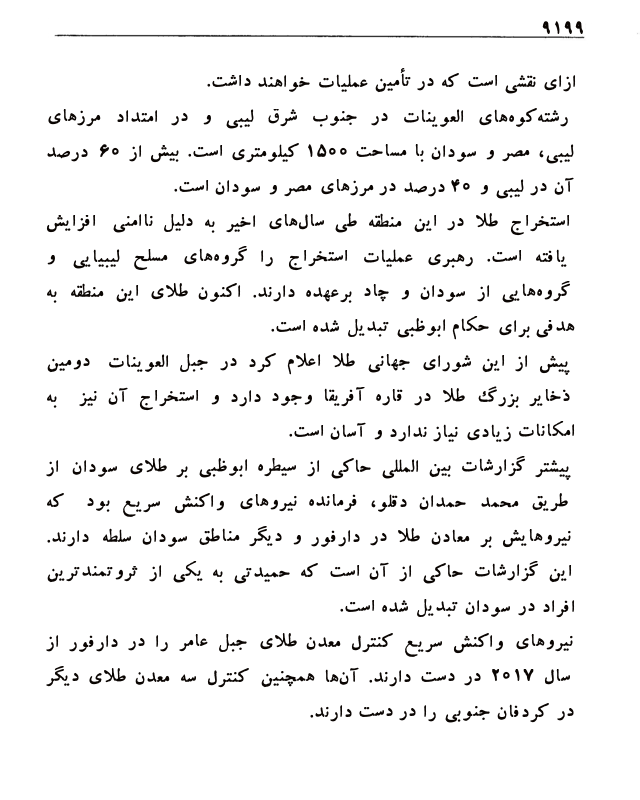 ۹۱۹۹
ازای نقشی است که در تأمین عملیات خواهند داشت.
رشته‌کوه‌های العوینات در جنوب شرق لیبی و در امتداد مرزهای
لیبی، مصر و سودان با مساحت ۱۵۰۰ کیلومتری است. بیش از ۶۰ درصد
آن در لیبی و ۴۰ درصد در مرزهای مصر و سودان است.
استخراج طلا در این منطقه طی سال‌های اخیر به دلیل ناامنی افزایش
یافته است. رهبری عملیات استخراج را گروه‌های مسلح لیبیایی و
گروه‌هایی از سودان و چاد برعهده دارند. اکنون طلای این منطقه به
هدفی برای حکام ابوظبی تبدیل شده است.
پیش از این شورای جهانی طلا اعلام کرد در جبل العوینات دومین
ذخایر بزرگ طلا در قاره آفریقا وجود دارد و استخراج آن نیز به
امکانات زیادی نیاز ندارد و آسان است.
پیشتر گزارشات بین المللی حاکی از سیطره ابوظبی بر طلای سودان از
طریق محمد حمدان دقلو، فرمانده نیروهای واکنش سریع بود که
نیروهایش بر معادن طلا در دارفور و دیگر مناطق سودان سلطه دارند.
این گزارشات حاکی از آن است که حمیدتی به یکی از ثروتمندترین
افراد در سودان تبدیل شده است.
نیروهای واکنش سریع کنترل معدن طلای جبل عامر را در دارفور از
سال ۲۰۱۷ در دست دارند. آن‌ها همچنین کنترل سه معدن طلای دیگر
در کردفان جنوبی را در دست دارند.